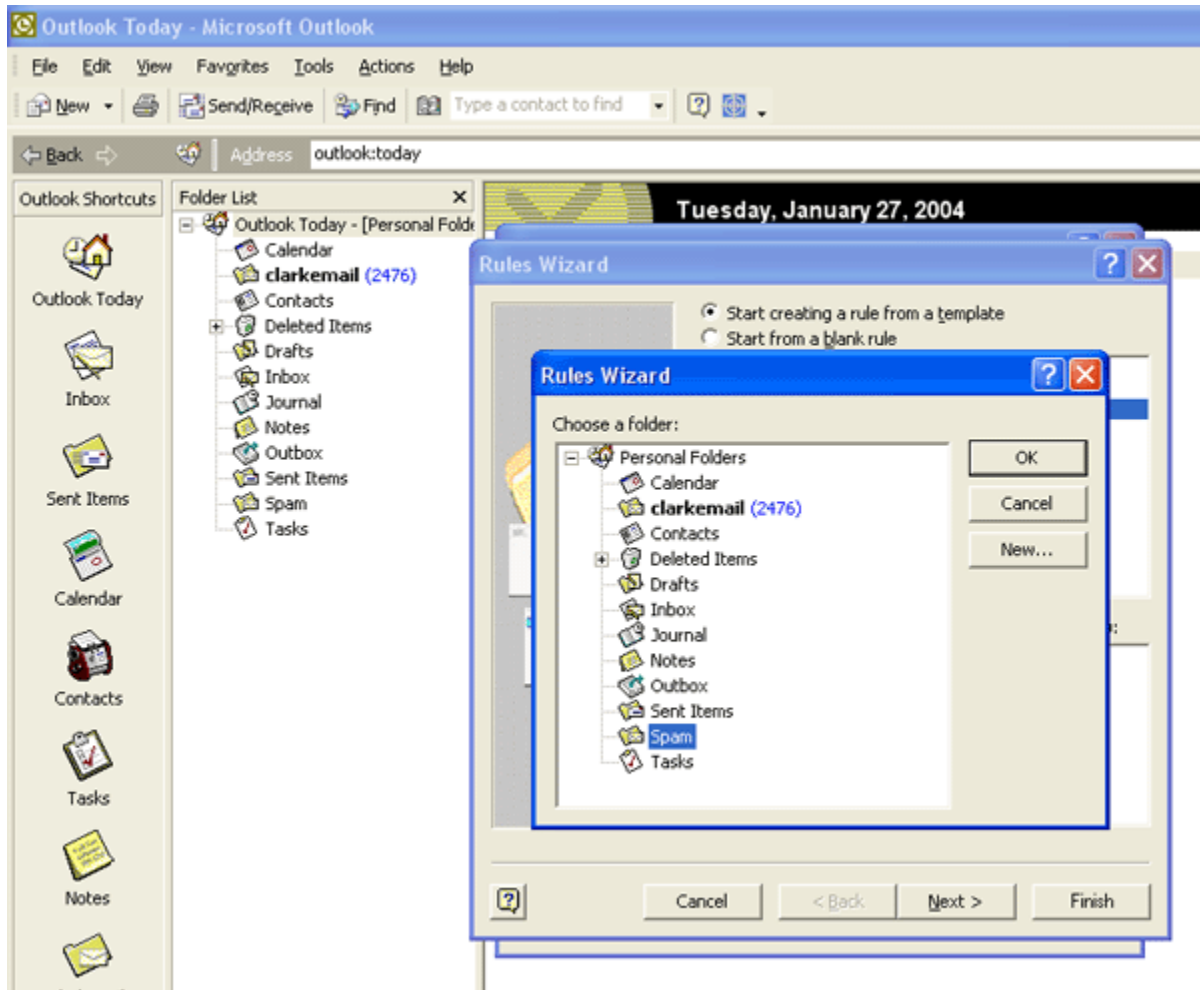 Outlook Today - Microsoft Outlook
File Edit View Favorites Tools Actions Help
New Send/Receive Find Type a contact to find
Back Address outlook:today
Outlook Shortcuts
Outlook Today
Inbox
Sent Items
Calendar
Contacts
Tasks
Notes
Folder List
Outlook Today - [Personal Folde
Calendar
clarkemail (2476)
Contacts
Deleted Items
Drafts
Inbox
Journal
Notes
Outbox
Sent Items
Spam
Tasks
Tuesday, January 27, 2004
Rules Wizard
Start creating a rule from a template
Start from a blank rule
Rules Wizard
Choose a folder:
Personal Folders
Calendar
clarkemail (2476)
Contacts
Deleted Items
Drafts
Inbox
Journal
Notes
Outbox
Sent Items
Spam
Tasks
OK
Cancel
New...
Cancel < Back Next > Finish